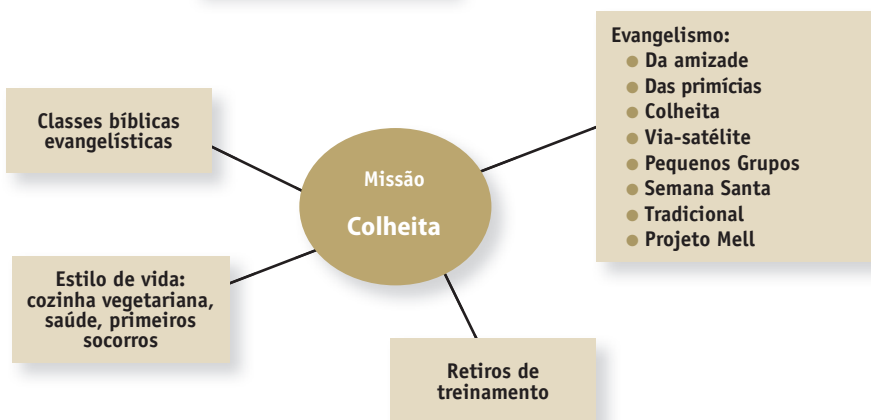 Evangelismo:
● Da amizade
● Das primícias
● Colheita
● Via-satélite
● Pequenos Grupos
● Semana Santa
● Tradicional
● Projeto Mell
Classes bíblicas
evangelísticas
Missão
Colheita
Estilo de vida:
cozinha vegetariana,
saúde, primeiros
socorros
Retiros de
treinamento